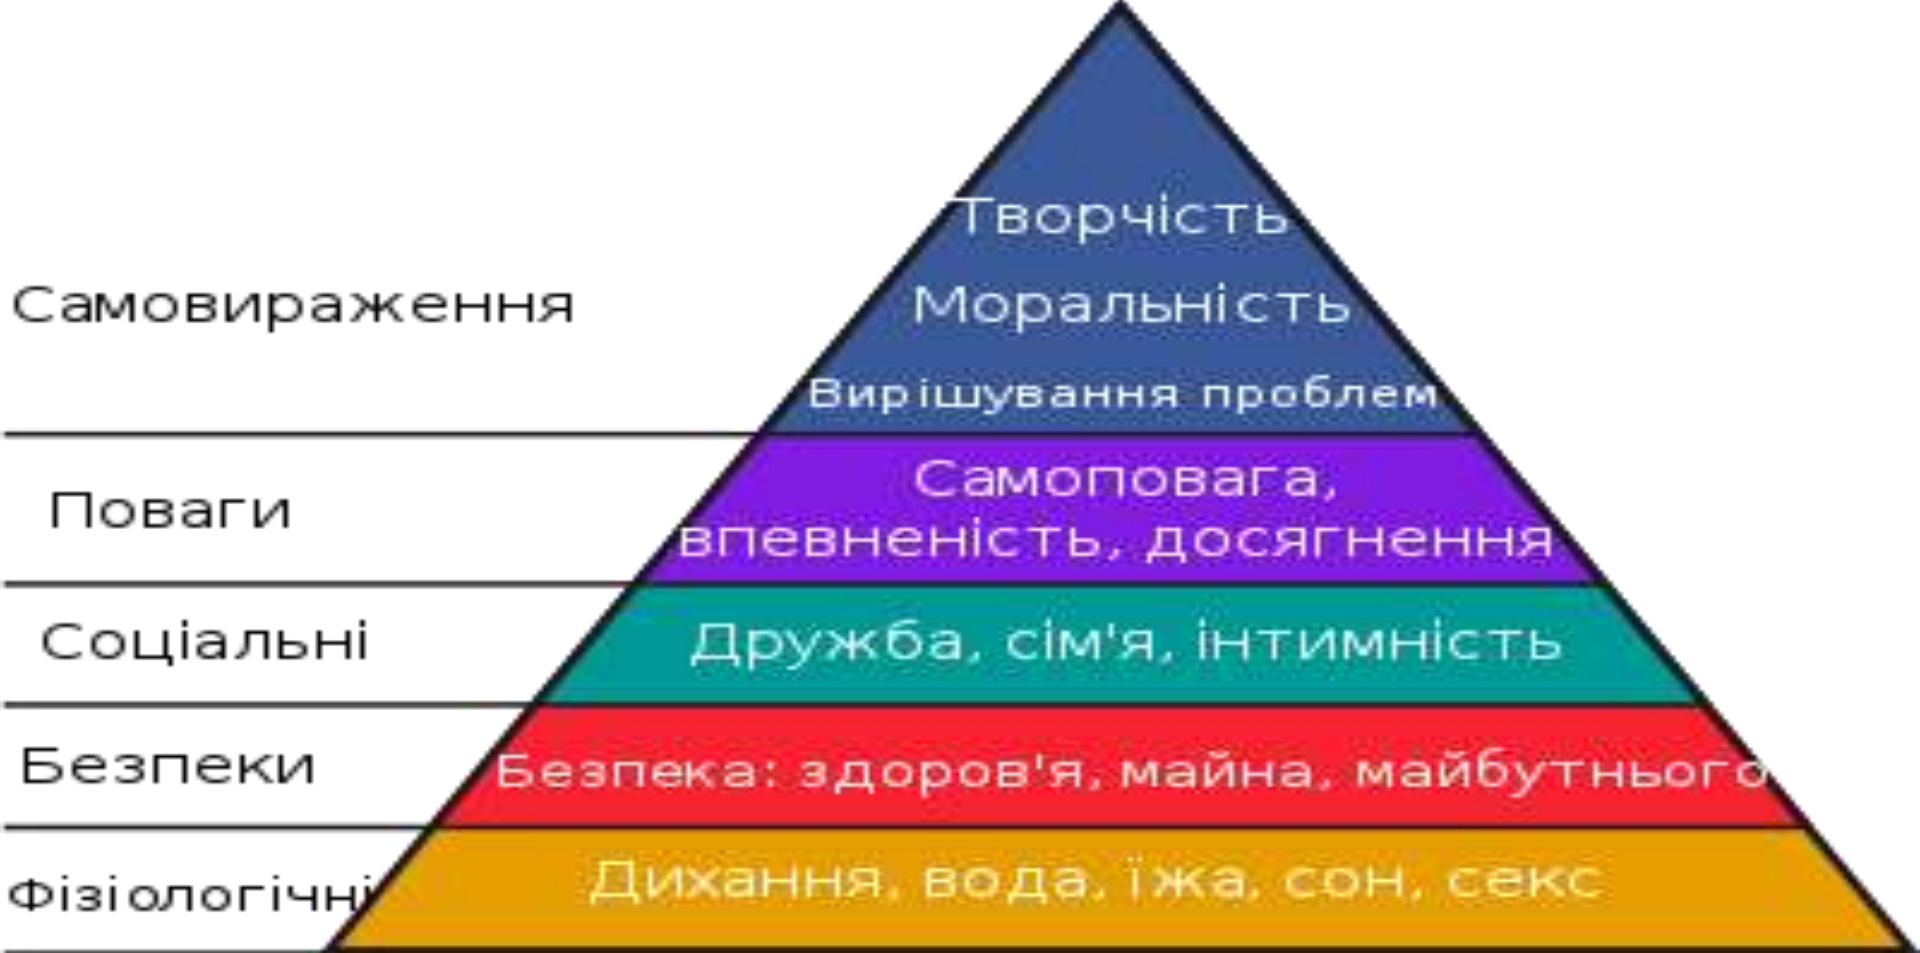 Творчість
Самовираження
Моральність
Вирішування проблем
Поваги
Самоповага,
впевненість, досягнення
Соціальні
Дружба, сім'я, інтимність
Безпеки
Безпека: здоров'я, майна, майбутнього
Фізіологічні
Дихання, вода, їжа, сон, секс